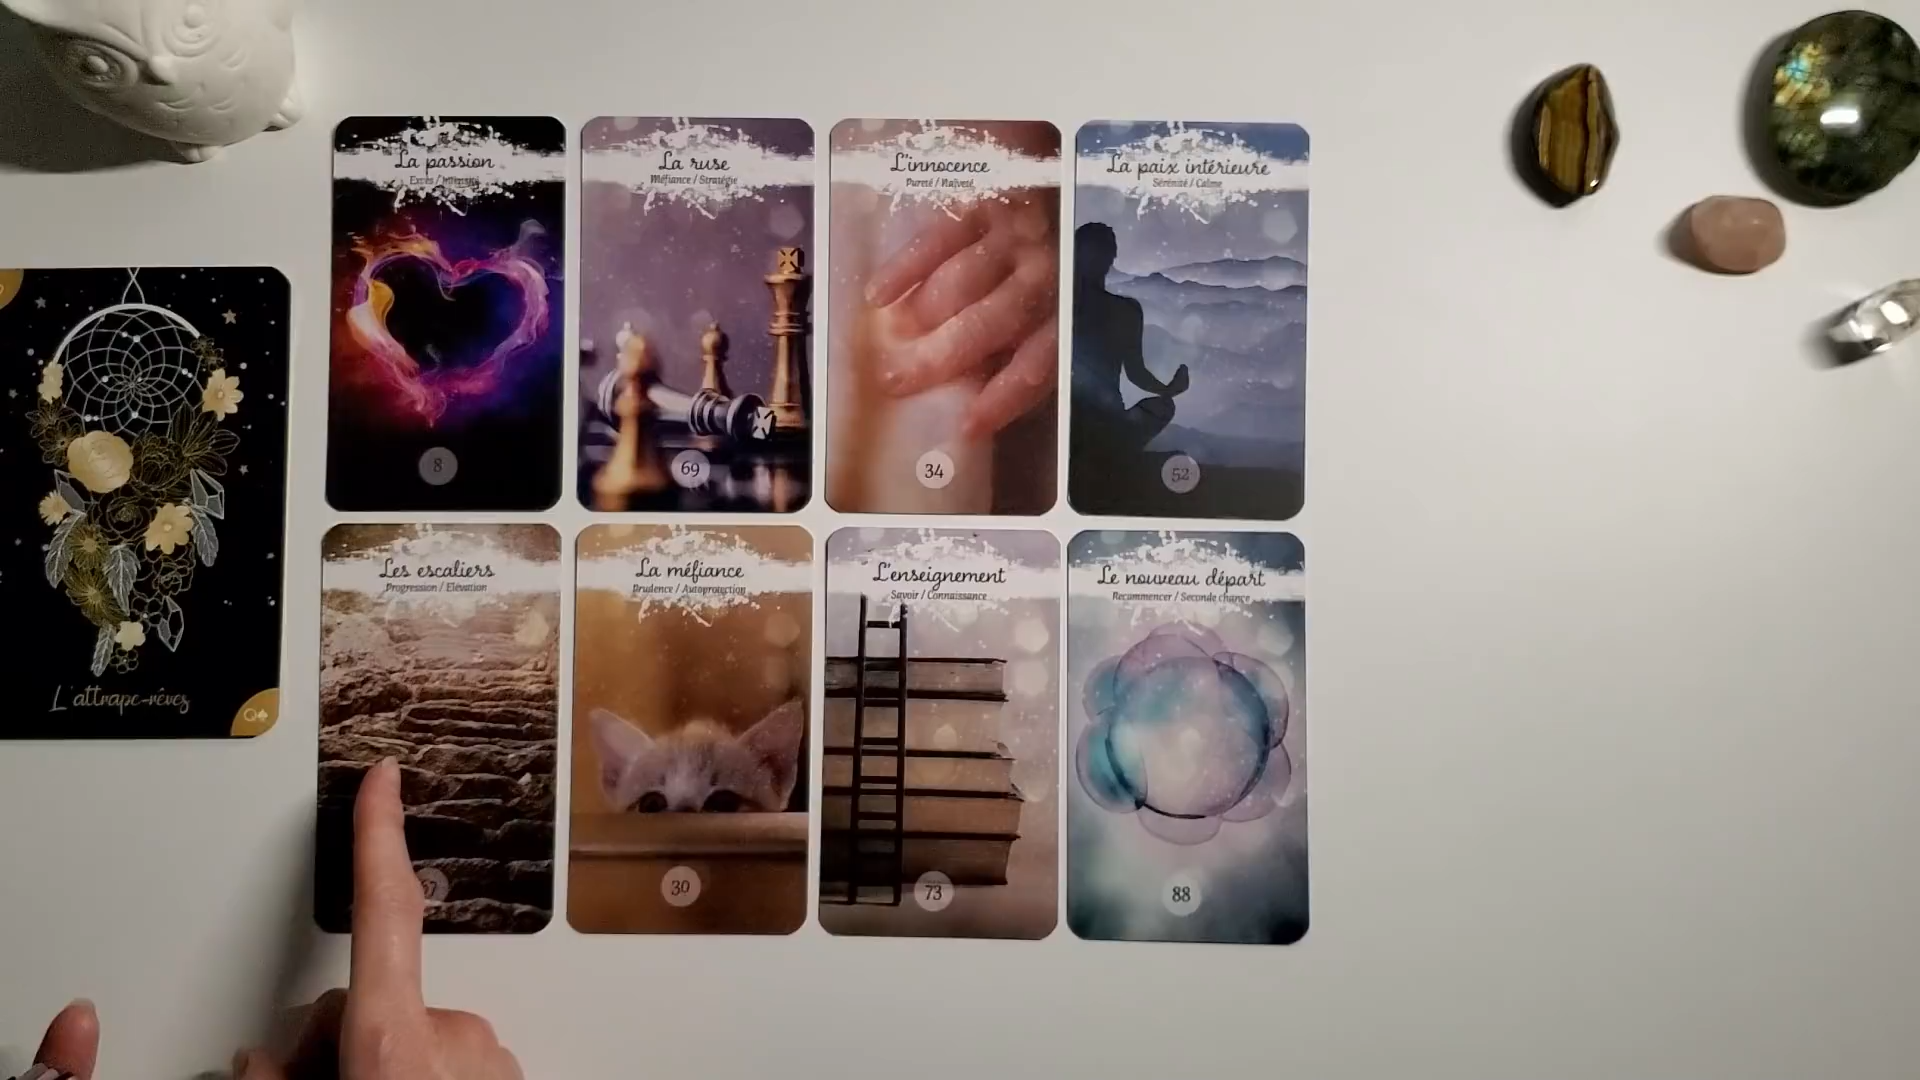 La passion
Excès / Intensité
8
La ruse
Méfiance / Stratégie
69
L'innocence
Pureté / Naïveté
34
La paix intérieure
Sérénité / Calme
52
L'attrape-rêves
Q♠
Les escaliers
Progression / Elévation
67
La méfiance
Prudence / Autoprotection
30
L'enseignement
Savoir / Connaissance
73
Le nouveau départ
Recommencer / Seconde chance
88